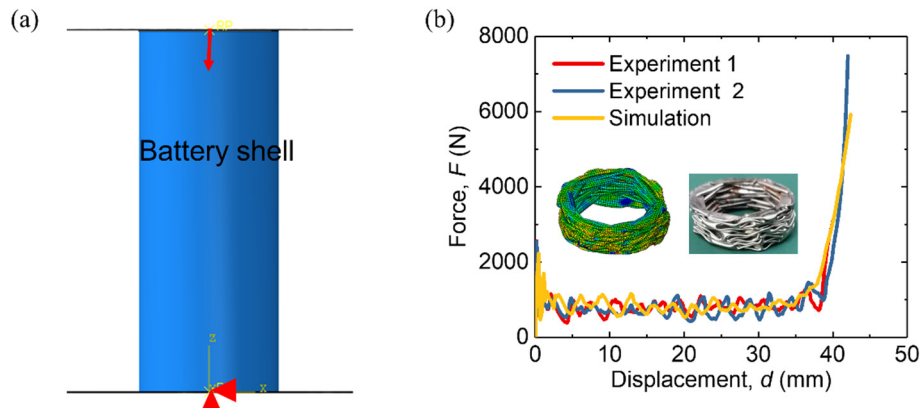 (a)
RP
Battery shell
z
x
(b)
8000
6000
4000
2000
0
Force, F (N)
Experiment 1
Experiment 2
Simulation
0 10 20 30 40 50
Displacement, d (mm)